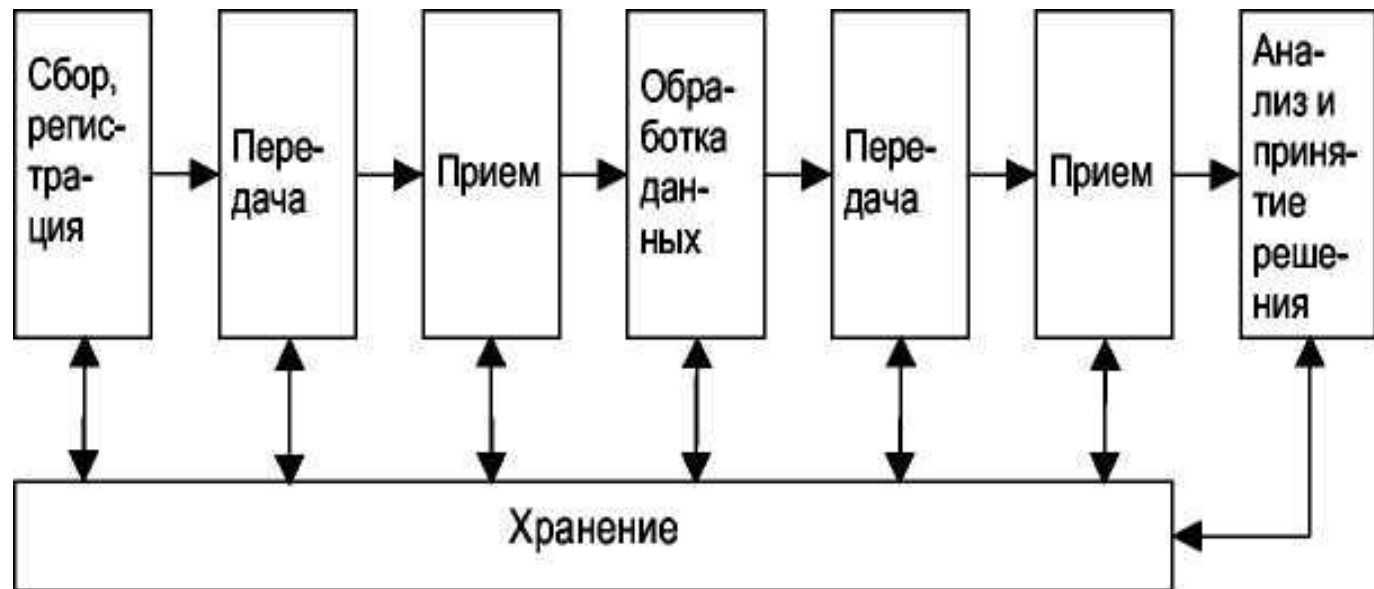 Сбор,
регис-
тра-
ция
Пере-
дача
Прием
Обра-
ботка
дан-
ных
Пере-
дача
Прием
Ана-
лиз и
приня-
тие
реше-
ния
Хранение